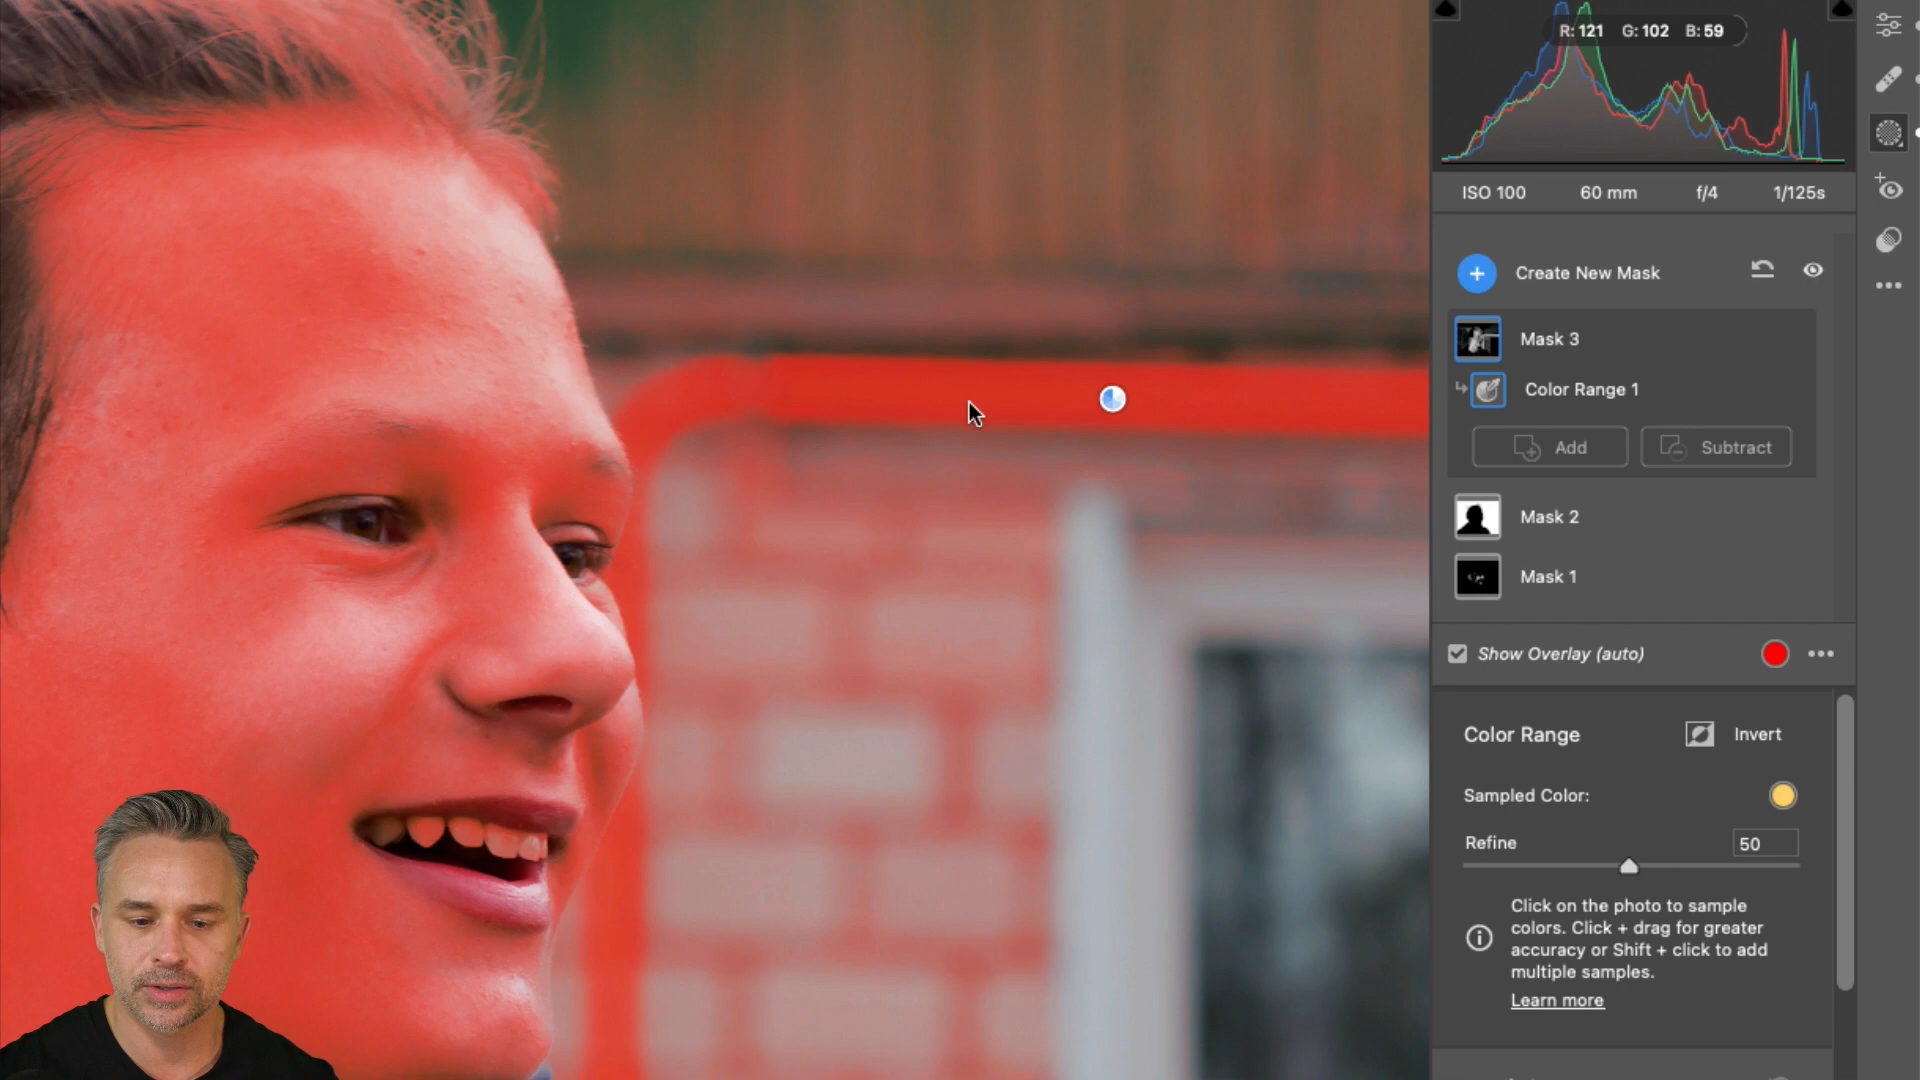 R: 121 G: 102 B: 59
ISO 100 60 mm f/4 1/125s
Create New Mask
Mask 3
Color Range 1
Add Subtract
Mask 2
Mask 1
Show Overlay (auto)
Color Range Invert
Sampled Color:
Refine 50
Click on the photo to sample
colors. Click + drag for greater
accuracy or Shift + click to add
multiple samples.
Learn more